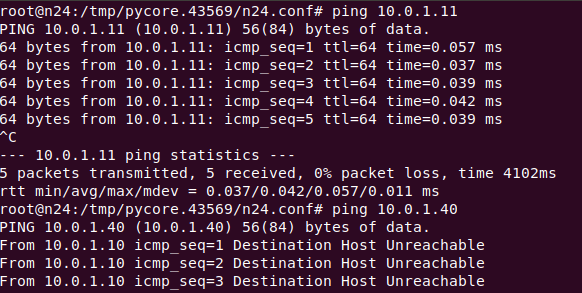 root@n24:/tmp/pycore.43569/n24.conf# ping 10.0.1.11
PING 10.0.1.11 (10.0.1.11) 56(84) bytes of data.
64 bytes from 10.0.1.11: icmp_seq=1 ttl=64 time=0.057 ms
64 bytes from 10.0.1.11: icmp_seq=2 ttl=64 time=0.037 ms
64 bytes from 10.0.1.11: icmp_seq=3 ttl=64 time=0.039 ms
64 bytes from 10.0.1.11: icmp_seq=4 ttl=64 time=0.042 ms
64 bytes from 10.0.1.11: icmp_seq=5 ttl=64 time=0.039 ms
^C
--- 10.0.1.11 ping statistics ---
5 packets transmitted, 5 received, 0% packet loss, time 4102ms
rtt min/avg/max/mdev = 0.037/0.042/0.057/0.011 ms
root@n24:/tmp/pycore.43569/n24.conf# ping 10.0.1.40
PING 10.0.1.40 (10.0.1.40) 56(84) bytes of data.
From 10.0.1.10 icmp_seq=1 Destination Host Unreachable
From 10.0.1.10 icmp_seq=2 Destination Host Unreachable
From 10.0.1.10 icmp_seq=3 Destination Host Unreachable